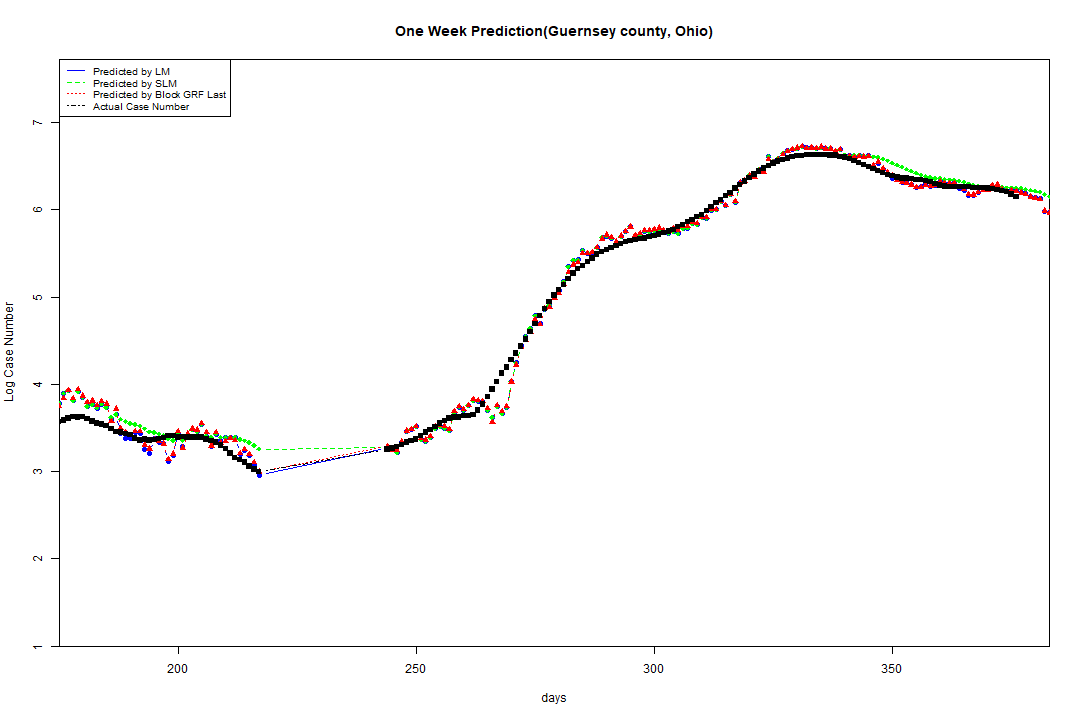 One Week Prediction(Guernsey county, Ohio)
Predicted by LM
Predicted by SLM
Predicted by Block GRF Last
Actual Case Number
7
6
5
4
3
2
1
Log Case Number
200 250 300 350
days